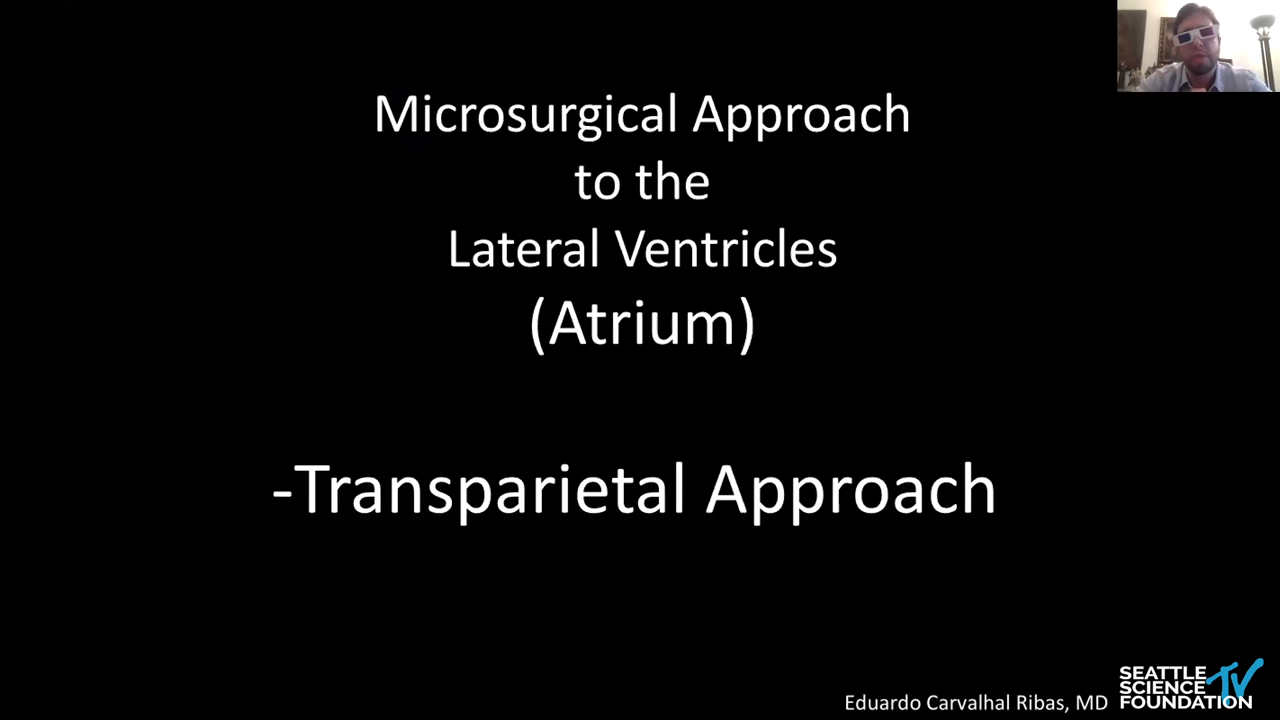 Microsurgical Approach
to the
Lateral Ventricles
(Atrium)
-Transparietal Approach
Eduardo Carvalhal Ribas, MD
SEATTLE
SCIENCE TV
FOUNDATION